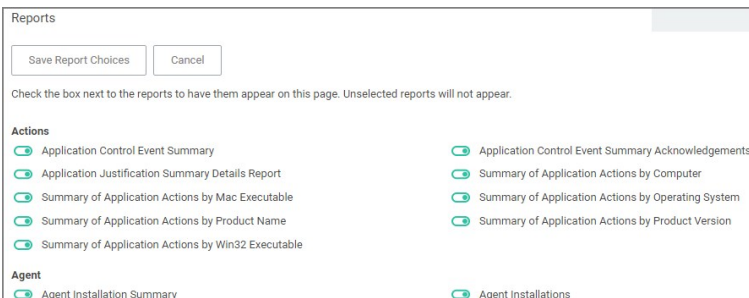 Reports
Save Report Choices
Cancel
Check the box next to the reports to have them appear on this page. Unselected reports will not appear.
Actions
Application Control Event Summary
Application Control Event Summary Acknowledgements
Application Justification Summary Details Report
Summary of Application Actions by Computer
Summary of Application Actions by Mac Executable
Summary of Application Actions by Operating System
Summary of Application Actions by Product Name
Summary of Application Actions by Product Version
Summary of Application Actions by Win32 Executable
Agent
Agent Installation Summary
Agent Installations